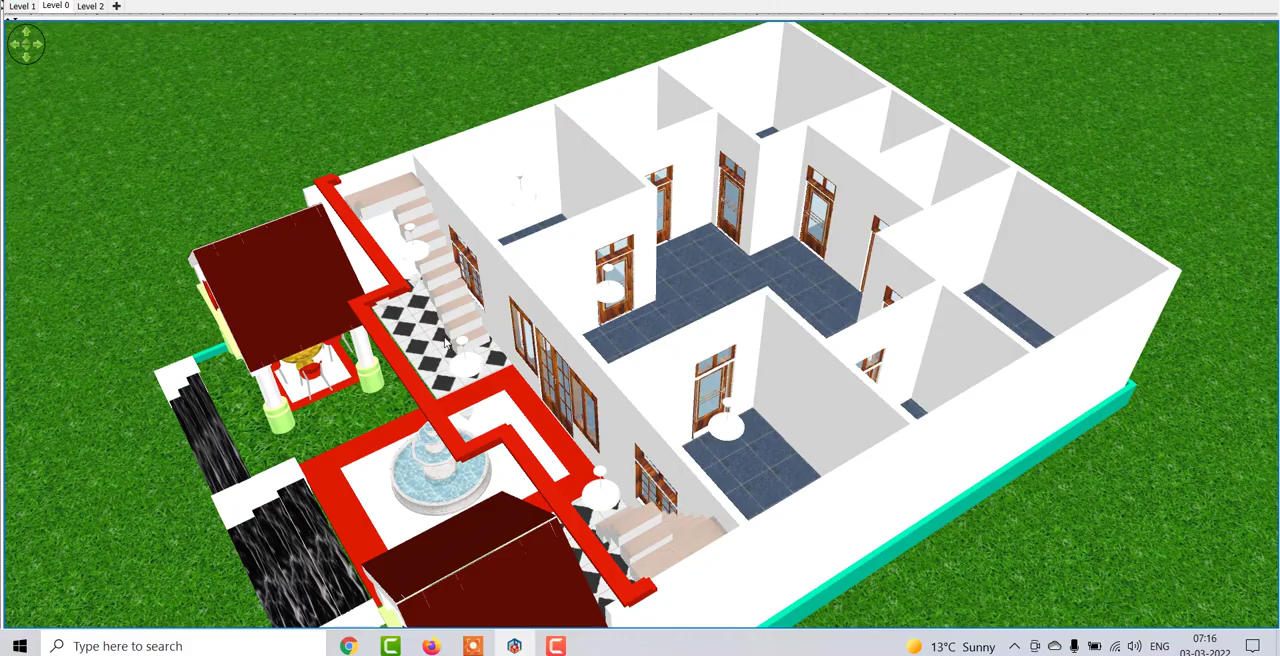 Level 1 Level 0 Level 2
Type here to search
13°C Sunny
ENG
07:16
03-03-2022